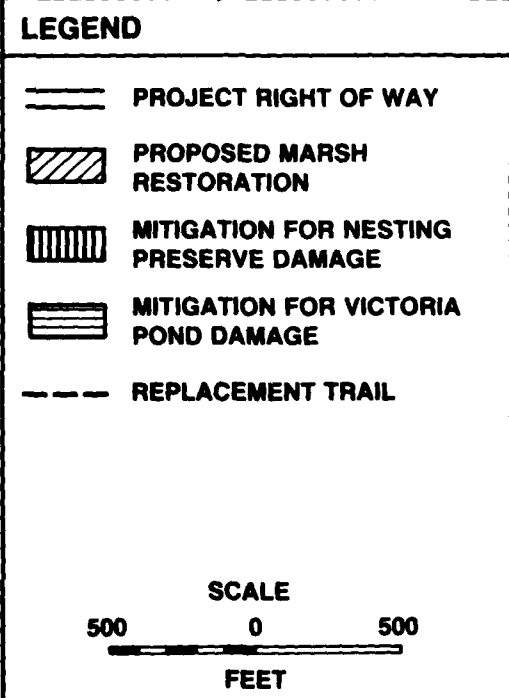 LEGEND
PROJECT RIGHT OF WAY
PROPOSED MARSH
RESTORATION
MITIGATION FOR NESTING
PRESERVE DAMAGE
MITIGATION FOR VICTORIA
POND DAMAGE
REPLACEMENT TRAIL
SCALE
500 0 500
FEET